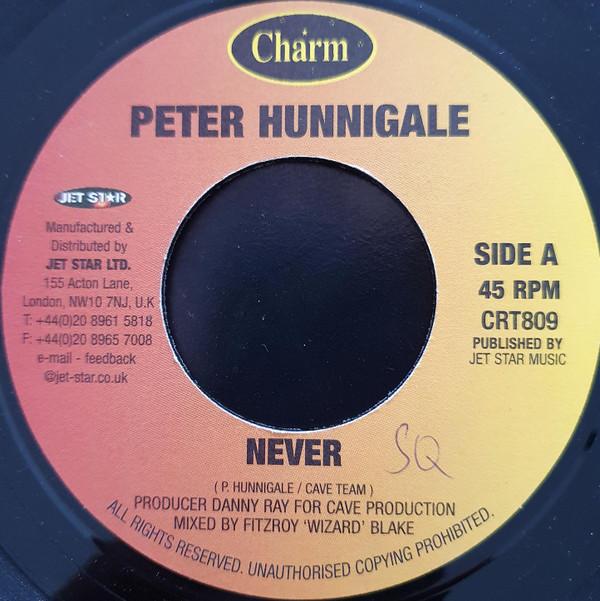 Charm
PETER HUNNIGALE
JET STAR
Manufactured &
Distributed by
JET STAR LTD.
155 Acton Lane,
London, NW10 7NJ, U.K
T: +44(0)20 8961 5818
F: +44(0)20 8965 7008
e-mail - feedback
@jet-star.co.uk
SIDE A
45 RPM
CRT809
PUBLISHED BY
JET STAR MUSIC
NEVER
SQ
( P. HUNNIGALE / CAVE TEAM )
PRODUCER DANNY RAY FOR CAVE PRODUCTION
MIXED BY FITZROY 'WIZARD' BLAKE
ALL RIGHTS RESERVED. UNAUTHORISED COPYING PROHIBITED.